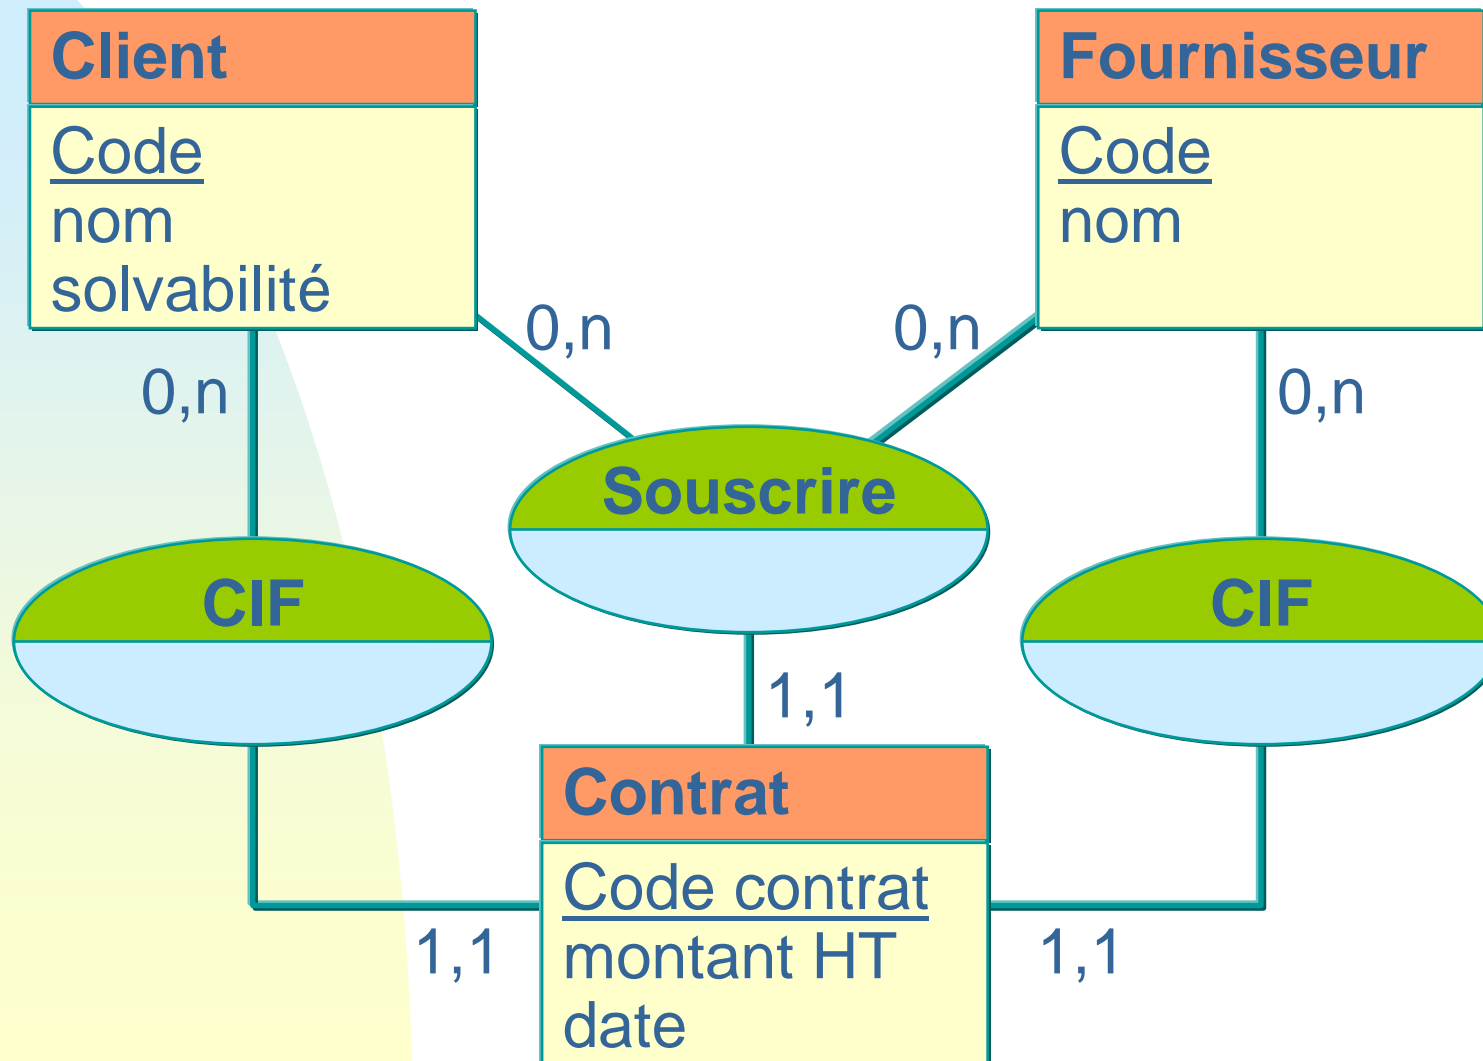 Client
Code
nom
solvabilité
Fournisseur
Code
nom
0,n
0,n
0,n
0,n
Souscrire
CIF
CIF
1,1
Contrat
Code contrat
montant HT
date
1,1
1,1